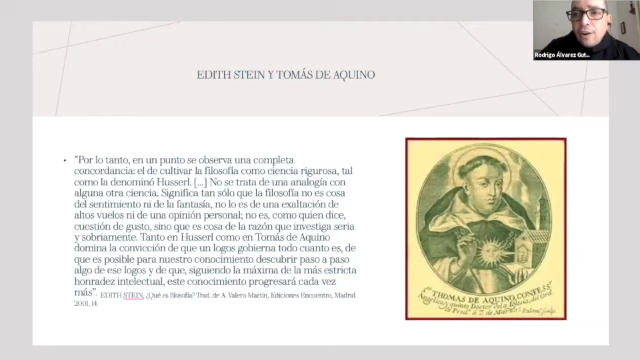 Rodrigo Álvarez Gut...
EDITH STEIN Y TOMÁS DE AQUINO
• "Por lo tanto, en un punto se observa una completa
concordancia: el de cultivar la filosofía como ciencia rigurosa, tal
como la denominó Husserl. [...] No se trata de una analogía con
alguna otra ciencia. Significa tan sólo que la filosofía no es cosa
del sentimiento ni de la fantasía, no lo es de una exaltación de
altos vuelos ni de una opinión personal; no es, como quien dice,
cuestión de gusto, sino que es cosa de la razón que investiga seria
y sobriamente. Tanto en Husserl como en Tomás de Aquino
domina la convicción de que un logos gobierna todo cuanto es, de
que es posible para nuestro conocimiento descubrir paso a paso
algo de ese logos y de que, siguiendo la máxima de la más estricta
honradez intelectual, este conocimiento progresará cada vez
más". EDITH STEIN, ¿Qué es filosofía? Trad. de A. Valero Martín, Ediciones Encuentro, Madrid
2001, 14.
THOMAS DE AQUINO, CONFESS.